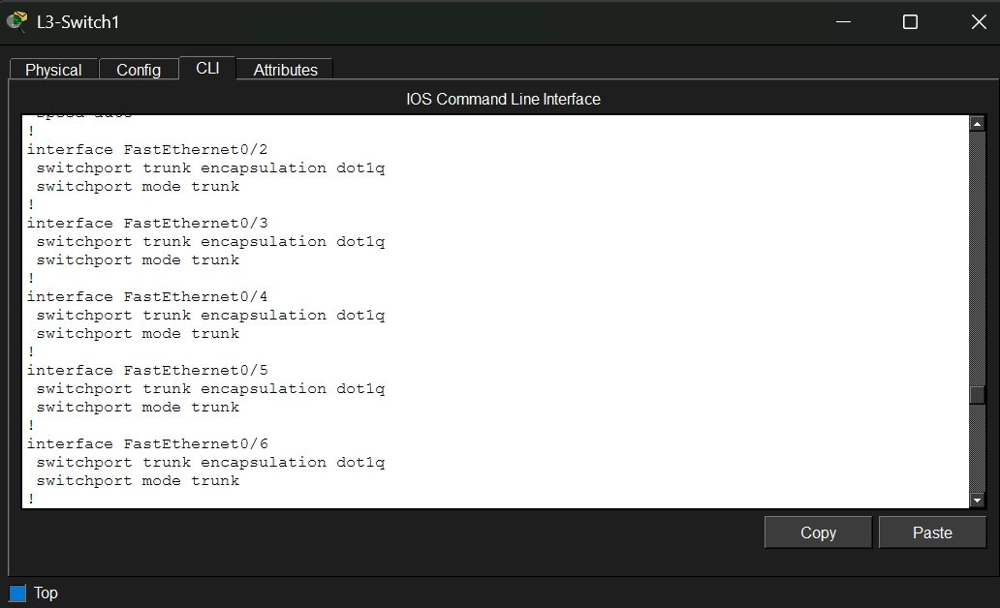 L3-Switch1
Physical Config CLI Attributes
IOS Command Line Interface
!
interface FastEthernet0/2
 switchport trunk encapsulation dot1q
 switchport mode trunk
!
interface FastEthernet0/3
 switchport trunk encapsulation dot1q
 switchport mode trunk
!
interface FastEthernet0/4
 switchport trunk encapsulation dot1q
 switchport mode trunk
!
interface FastEthernet0/5
 switchport trunk encapsulation dot1q
 switchport mode trunk
!
interface FastEthernet0/6
 switchport trunk encapsulation dot1q
 switchport mode trunk
!
Copy Paste
Top